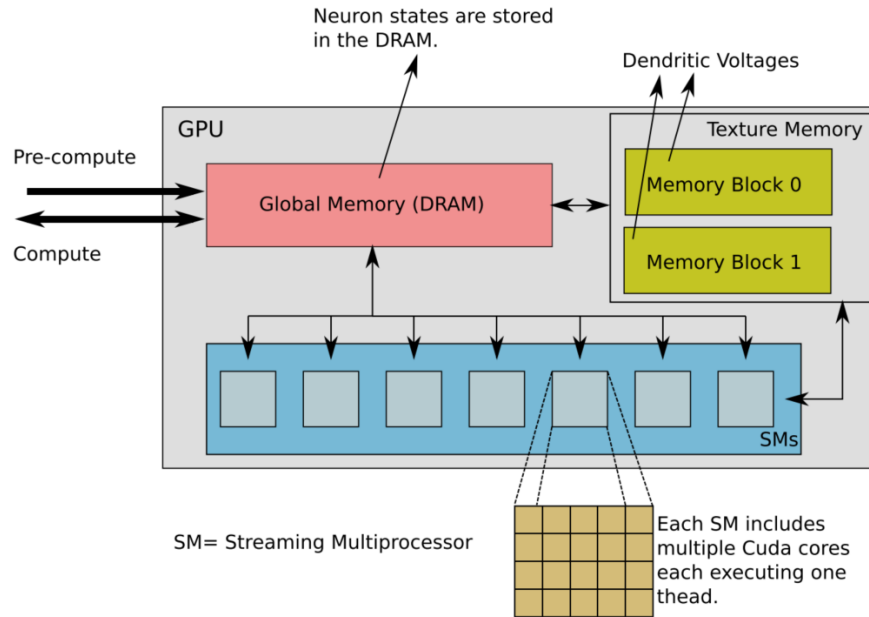 Neuron states are stored
in the DRAM.
Dendritic Voltages
GPU
Texture Memory
Pre-compute
Memory Block 0
Global Memory (DRAM)
Compute
Memory Block 1
SMs
SM= Streaming Multiprocessor
Each SM includes
multiple Cuda cores
each executing one
thead.